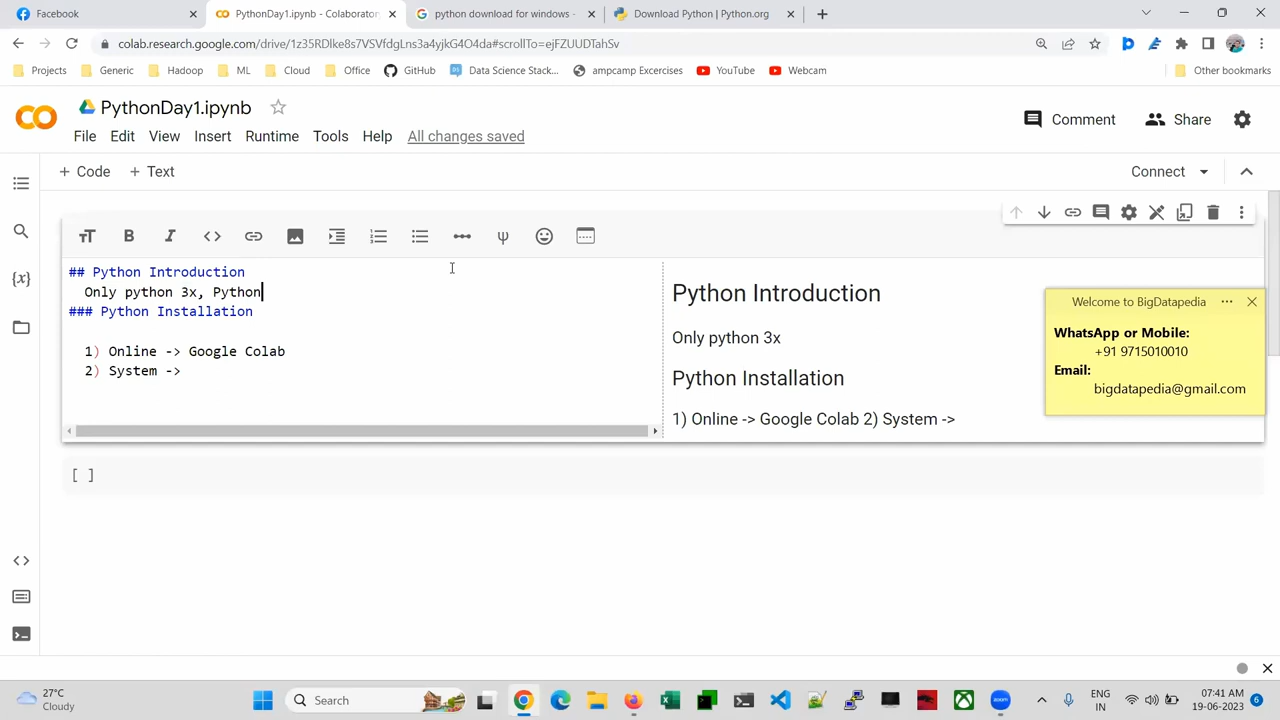 Facebook
PythonDay1.ipynb - Colaborator
python download for windows -
Download Python | Python.org
colab.research.google.com/drive/1z35RDlke8s7VSVfdgLns3a4yjkG4O4da#scrollTo=ejFZUUDTahSv
Projects
Generic
Hadoop
ML
Cloud
Office
GitHub
Data Science Stack...
ampcamp Excercises
YouTube
Webcam
Other bookmarks
CO
PythonDay1.ipynb
File Edit View Insert Runtime Tools Help All changes saved
Comment
Share
+ Code + Text
Connect
## Python Introduction
Only python 3x, Python
### Python Installation
1) Online -> Google Colab
2) System ->
Python Introduction
Only python 3x
Python Installation
1) Online -> Google Colab 2) System ->
Welcome to BigDatapedia
WhatsApp or Mobile:
+91 9715010010
Email:
bigdatapedia@gmail.com
[ ]
27°C
Cloudy
Search
zoom
ENG
IN
07:41 AM
19-06-2023
6